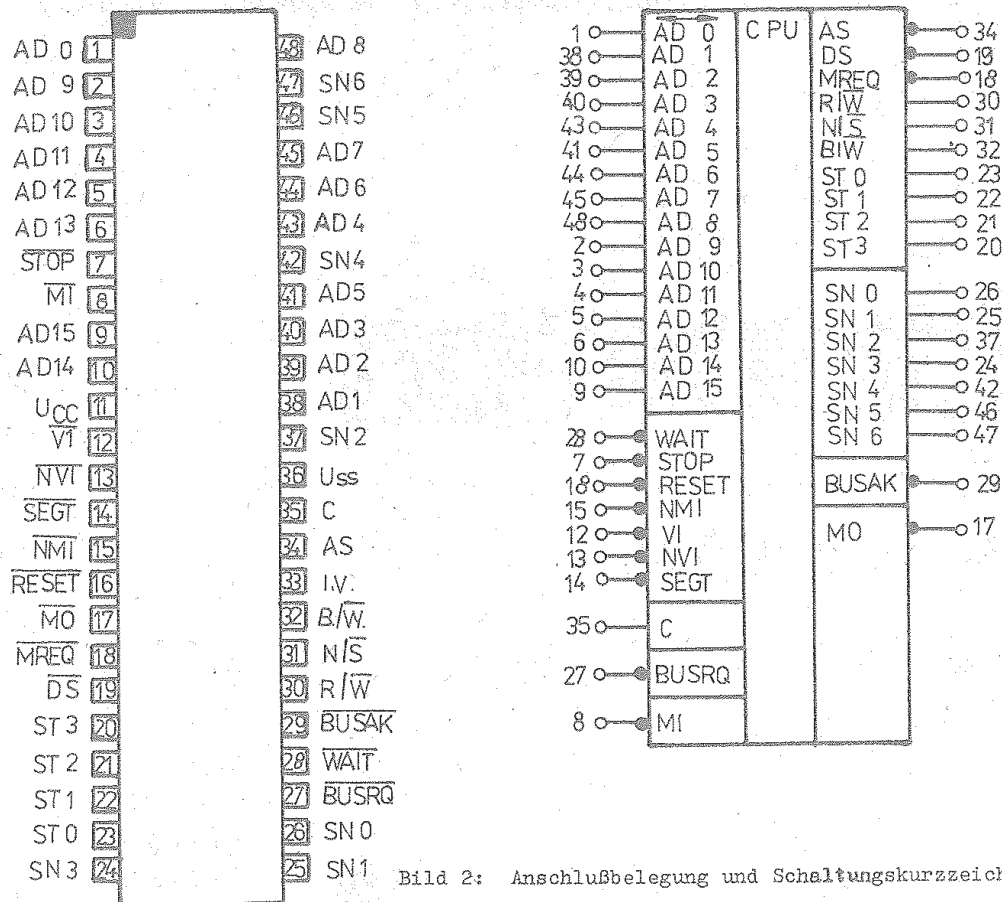 AD 0 1
AD 9 2
AD10 3
AD11 4
AD12 5
AD13 6
STOP 7
MI 8
AD15 9
AD14 10
UCC 11
VI 12
NVI 13
SEGT 14
NMI 15
RESET 16
MO 17
MREQ 18
DS 19
ST 3 20
ST 2 21
ST 1 22
ST 0 23
SN 3 24
48 AD 8
47 SN6
46 SN5
45 AD7
44 AD6
43 AD4
42 SN4
41 AD5
40 AD3
39 AD 2
38 AD1
37 SN 2
36 Uss
35 C
34 AS
33 I.V.
32 B/W
31 N/S
30 R/W
29 BUSAK
28 WAIT
27 BUSRQ
26 SN 0
25 SN 1
CPU
1 AD 0
38 AD 1
39 AD 2
40 AD 3
43 AD 4
41 AD 5
44 AD 6
45 AD 7
48 AD 8
2 AD 9
3 AD 10
4 AD 11
5 AD 12
6 AD 13
10 AD 14
9 AD 15
28 WAIT
7 STOP
18 RESET
15 NMI
12 VI
13 NVI
14 SEGT
35 C
27 BUSRQ
8 MI
AS 34
DS 19
MREQ 18
R/W 30
N/S 31
B/W 32
ST 0 23
ST 1 22
ST 2 21
ST 3 20
SN 0 26
SN 1 25
SN 2 37
SN 3 24
SN 4 42
SN 5 46
SN 6 47
BUSAK 29
MO 17
Bild 2: Anschlußbelegung und Schaltungskurzzeich